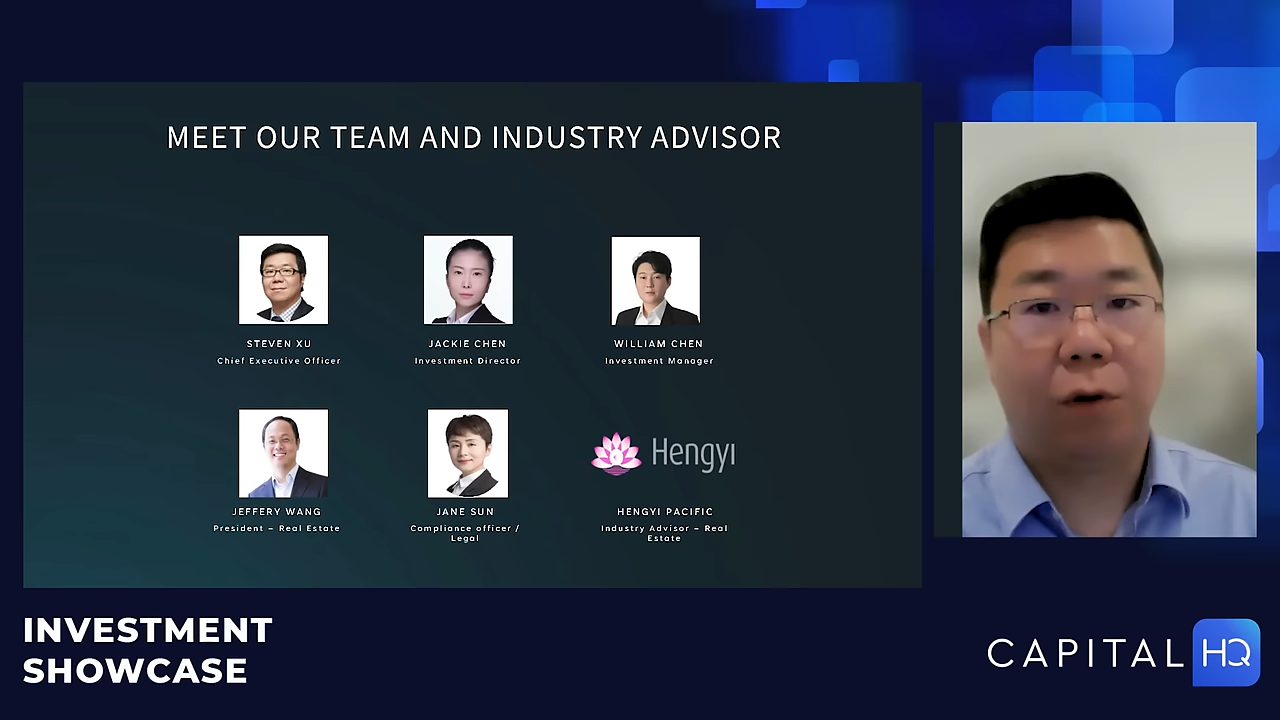 MEET OUR TEAM AND INDUSTRY ADVISOR
STEVEN XU
Chief Executive Officer
JACKIE CHEN
Investment Director
WILLIAM CHEN
Investment Manager
JEFFERY WANG
President – Real Estate
JANE SUN
Compliance officer /
Legal
Hengyi
HENGYI PACIFIC
Industry Advisor – Real
Estate
INVESTMENT
SHOWCASE
CAPITAL HQ